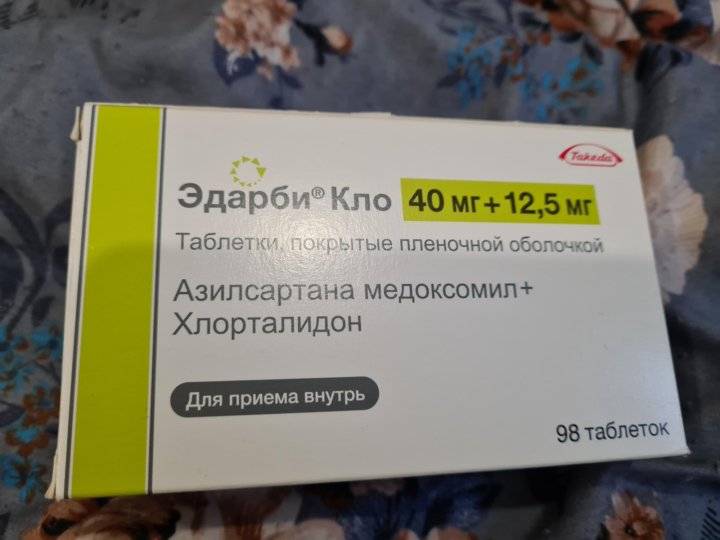 Takeda
Эдарби® Кло 40 мг + 12,5 мг
Таблетки, покрытые пленочной оболочкой
Азилсартана медоксомил+
Хлорталидон
Для приема внутрь
98 таблеток